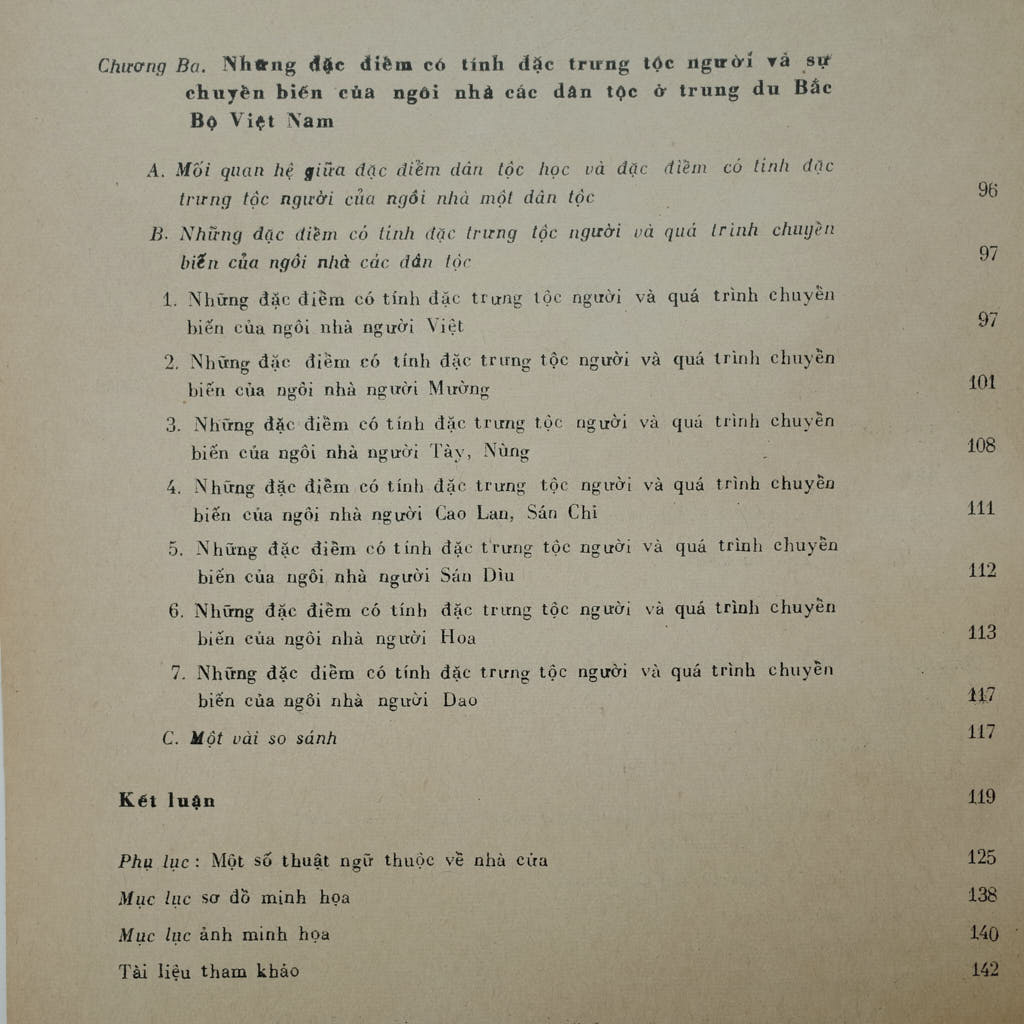 Chương Ba. Những đặc điểm có tính đặc trưng tộc người và sự
chuyển biến của ngôi nhà các dân tộc ở trung du Bắc
Bộ Việt Nam
A. Mối quan hệ giữa đặc điểm dân tộc học và đặc điểm có tính đặc
trưng tộc người của ngôi nhà một dân tộc 96
B. Những đặc điểm có tính đặc trưng tộc người và quá trình chuyển
biến của ngôi nhà các dân tộc 97
1. Những đặc điểm có tính đặc trưng tộc người và quá trình chuyển
biến của ngôi nhà người Việt 97
2. Những đặc điểm có tính đặc trưng tộc người và quá trình chuyển
biến của ngôi nhà người Mường 101
3. Những đặc điểm có tính đặc trưng tộc người và quá trình chuyển
biến của ngôi nhà người Tày, Nùng 108
4. Những đặc điểm có tính đặc trưng tộc người và quá trình chuyển
biến của ngôi nhà người Cao Lan, Sán Chi 111
5. Những đặc điểm có tính đặc trưng tộc người và quá trình chuyển
biến của ngôi nhà người Sán Dìu 112
6. Những đặc điểm có tính đặc trưng tộc người và quá trình chuyển
biến của ngôi nhà người Hoa 113
7. Những đặc điểm có tính đặc trưng tộc người và quá trình chuyển
biến của ngôi nhà người Dao 117
C. Một vài so sánh 117
Kết luận 119
Phụ lục : Một số thuật ngữ thuộc về nhà cửa 125
Mục lục sơ đồ minh họa 138
Mục lục ảnh minh họa 140
Tài liệu tham khảo 142